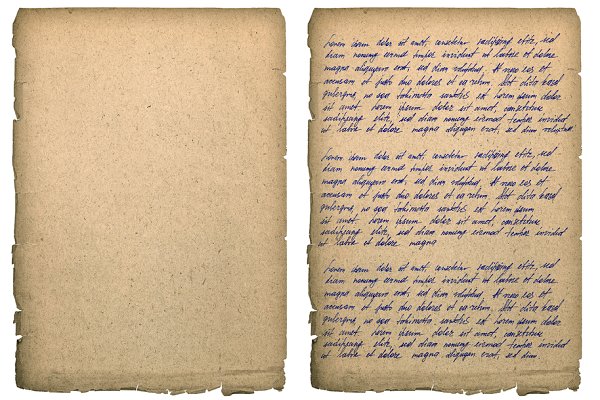 Lorem ipsum dolor sit amet, consetetur sadipscing elitr, sed
diam nonumy eirmod tempor invidunt ut labore et dolore
magna aliquyam erat, sed diam voluptua. At vero eos et
accusam et justo duo dolores et ea rebum. Stet clita kasd
gubergren, no sea takimata sanctus est Lorem ipsum dolor
sit amet. Lorem ipsum dolor sit amet, consetetur
sadipscing elitr, sed diam nonumy eirmod tempor invidunt
ut labore et dolore magna aliquyam erat, sed diam voluptua.
Lorem ipsum dolor sit amet, consetetur sadipscing elitr, sed
diam nonumy eirmod tempor invidunt ut labore et dolore
magna aliquyam erat, sed diam voluptua. At vero eos et
accusam et justo duo dolores et ea rebum. Stet clita kasd
gubergren, no sea takimata sanctus est Lorem ipsum
sit amet. Lorem ipsum dolor sit amet, consetetur
sadipscing elitr, sed diam nonumy eirmod tempor invidunt
ut labore et dolore magna
Lorem ipsum dolor sit amet, consetetur sadipscing elitr, sed
diam nonumy eirmod tempor invidunt ut labore et dolore
magna aliquyam erat, sed diam voluptua. At vero eos et
accusam et justo duo dolores et ea rebum. Stet clita kasd
gubergren, no sea takimata sanctus est Lorem ipsum dolor
sit amet. Lorem ipsum dolor sit amet, consetetur
sadipscing elitr, sed diam nonumy eirmod tempor invidunt
ut labore et dolore magna aliquyam erat, sed diam.